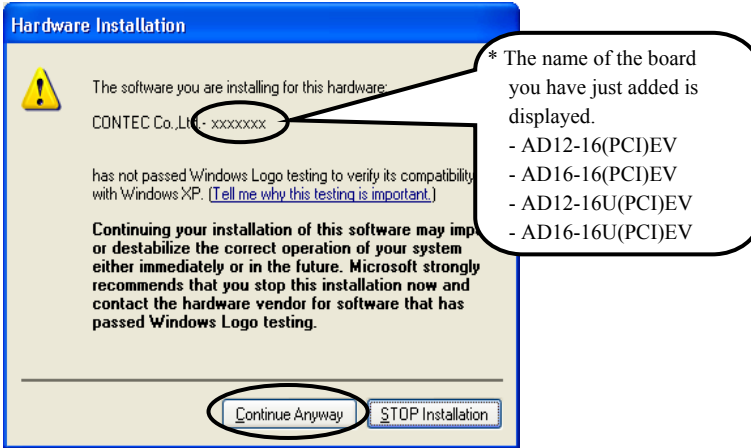 Hardware Installation
The software you are installing for this hardware:
CONTEC Co.,Ltd.- xxxxxxx
has not passed Windows Logo testing to verify its compatibility
with Windows XP. (Tell me why this testing is important.)
Continuing your installation of this software may
or destabilize the correct operation of your system
either immediately or in the future. Microsoft strongly
recommends that you stop this installation now and
contact the hardware vendor for software that has
passed Windows Logo testing.
Continue Anyway
STOP Installation
* The name of the board
you have just added is
displayed.
- AD12-16(PCI)EV
- AD16-16(PCI)EV
- AD12-16U(PCI)EV
- AD16-16U(PCI)EV